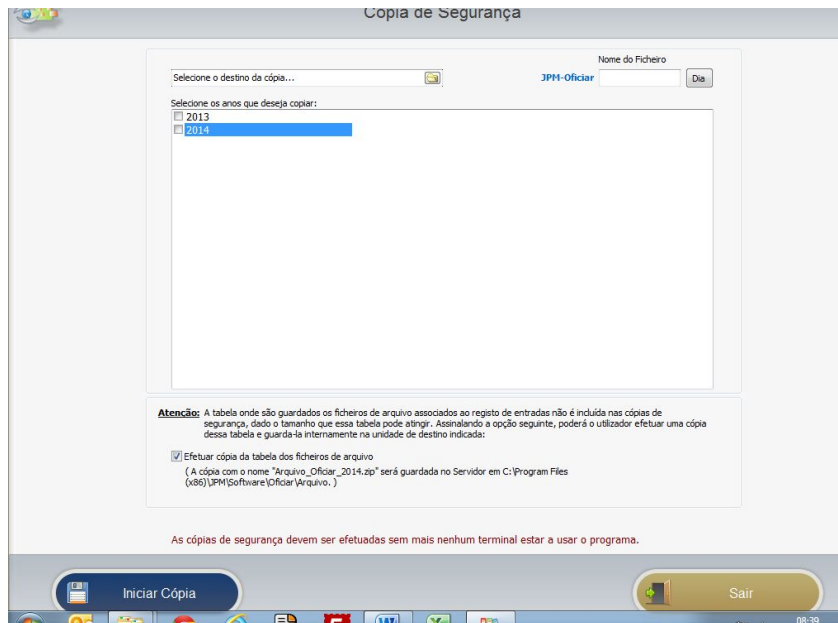 Cópia de Segurança
Nome do Ficheiro
Selecione o destino da cópia...
JPM-Oficiar
Dia
Selecione os anos que deseja copiar:
2013
2014
Atenção: A tabela onde são guardados os ficheiros de arquivo associados ao registo de entradas não é incluída nas cópias de
segurança, dado o tamanho que essa tabela pode atingir. Assinalando a opção seguinte, poderá o utilizador efetuar uma cópia
dessa tabela e guarda-la internamente na unidade de destino indicada:
Efetuar cópia da tabela dos ficheiros de arquivo
( A cópia com o nome "Arquivo_Oficiar_2014.zip" será guardada no Servidor em C:\Program Files
(x86)\JPM\Software\Oficiar\Arquivo. )
As cópias de segurança devem ser efetuadas sem mais nenhum terminal estar a usar o programa.
Iniciar Cópia
Sair
08:39